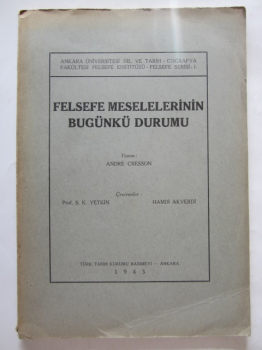 ANKARA ÜNİVERSİTESİ DİL VE TARİH - COĞRAFYA
FAKÜLTESİ FELSEFE ENSTİTÜSÜ - FELSEFE SERİSİ - 1.
FELSEFE MESELELERİNİN
BUGÜNKÜ DURUMU
Yazan:
ANDRE CRESSON
Çevirenler
Prof. S. K. YETKİN HAMDİ AKVERDİ
TÜRK TARİH KURUMU BASIMEVİ — ANKARA